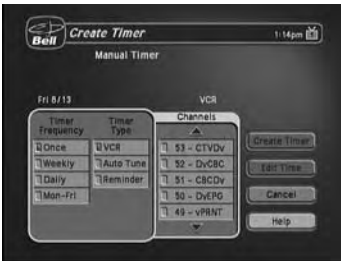 Bell
Create Timer
1:14pm
Manual Timer
Fri 8/13
VCR
Timer Frequency
Once
Weekly
Daily
Mon-Fri
Timer Type
VCR
Auto Tune
Reminder
Channels
53 - CTVDv
52 - DvCBC
51 - CBCDv
50 - DvEPG
49 - vPRNT
Create Timer
Edit Time
Cancel
Help